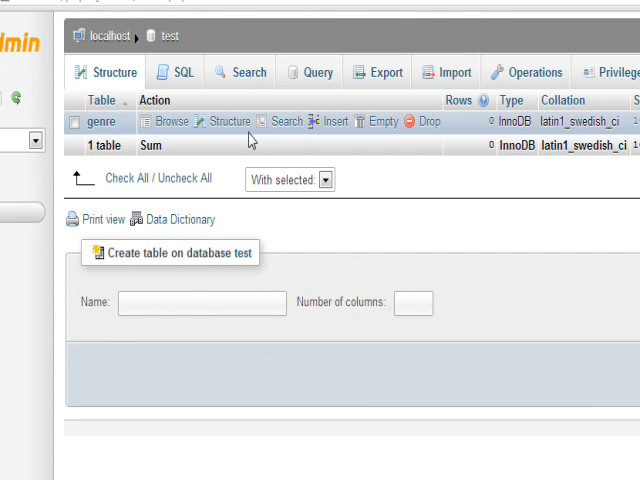 localhost ▸ test
dmin
Structure SQL Search Query Export Import Operations Privilege
Table Action Rows Type Collation S
genre Browse Structure Search Insert Empty Drop 0 InnoDB latin1_swedish_ci
1 table Sum 0 InnoDB latin1_swedish_ci
Check All / Uncheck All With selected:
Print view Data Dictionary
Create table on database test
Name: Number of columns: